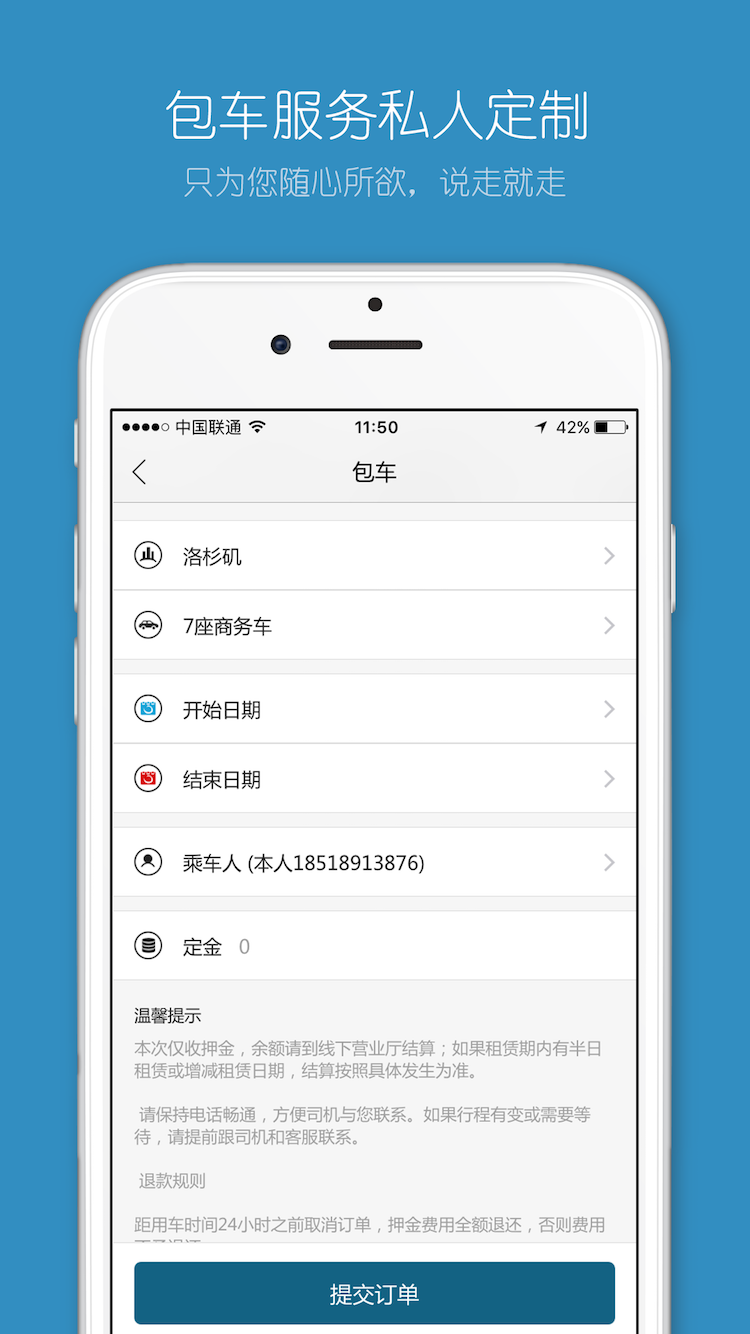 包车服务私人定制
只为您随心所欲，说走就走
中国联通 11:50 42%
包车
洛杉矶
7座商务车
开始日期
结束日期
乘车人 (本人18518913876)
定金 0
温馨提示
本次仅收押金，余额请到线下营业厅结算；如果租赁期内有半日
租赁或增减租赁日期，结算按照具体发生为准。
请保持电话畅通，方便司机与您联系。如果行程有变或需要等
待，请提前跟司机和客服联系。
退款规则
距用车时间24小时之前取消订单，押金费用全额退还，否则费用
提交订单